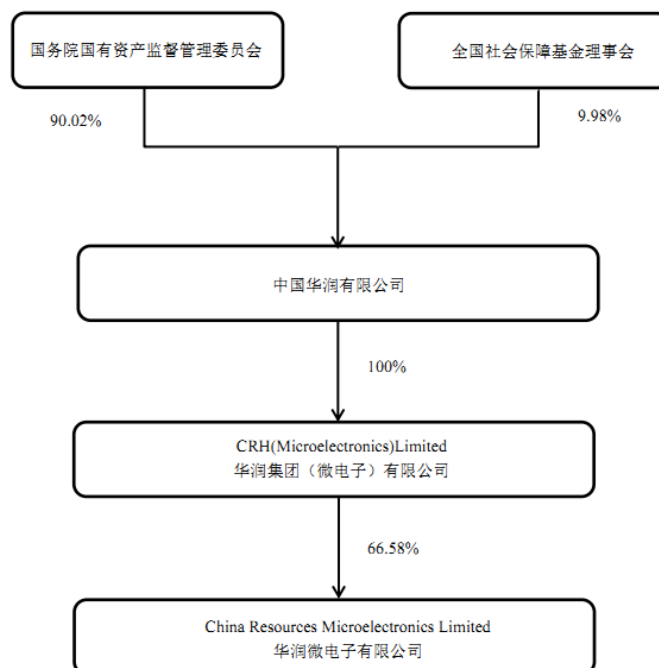 国务院国有资产监督管理委员会
全国社会保障基金理事会
90.02%
9.98%
中国华润有限公司
100%
CRH(Microelectronics)Limited
华润集团（微电子）有限公司
66.58%
China Resources Microelectronics Limited
华润微电子有限公司